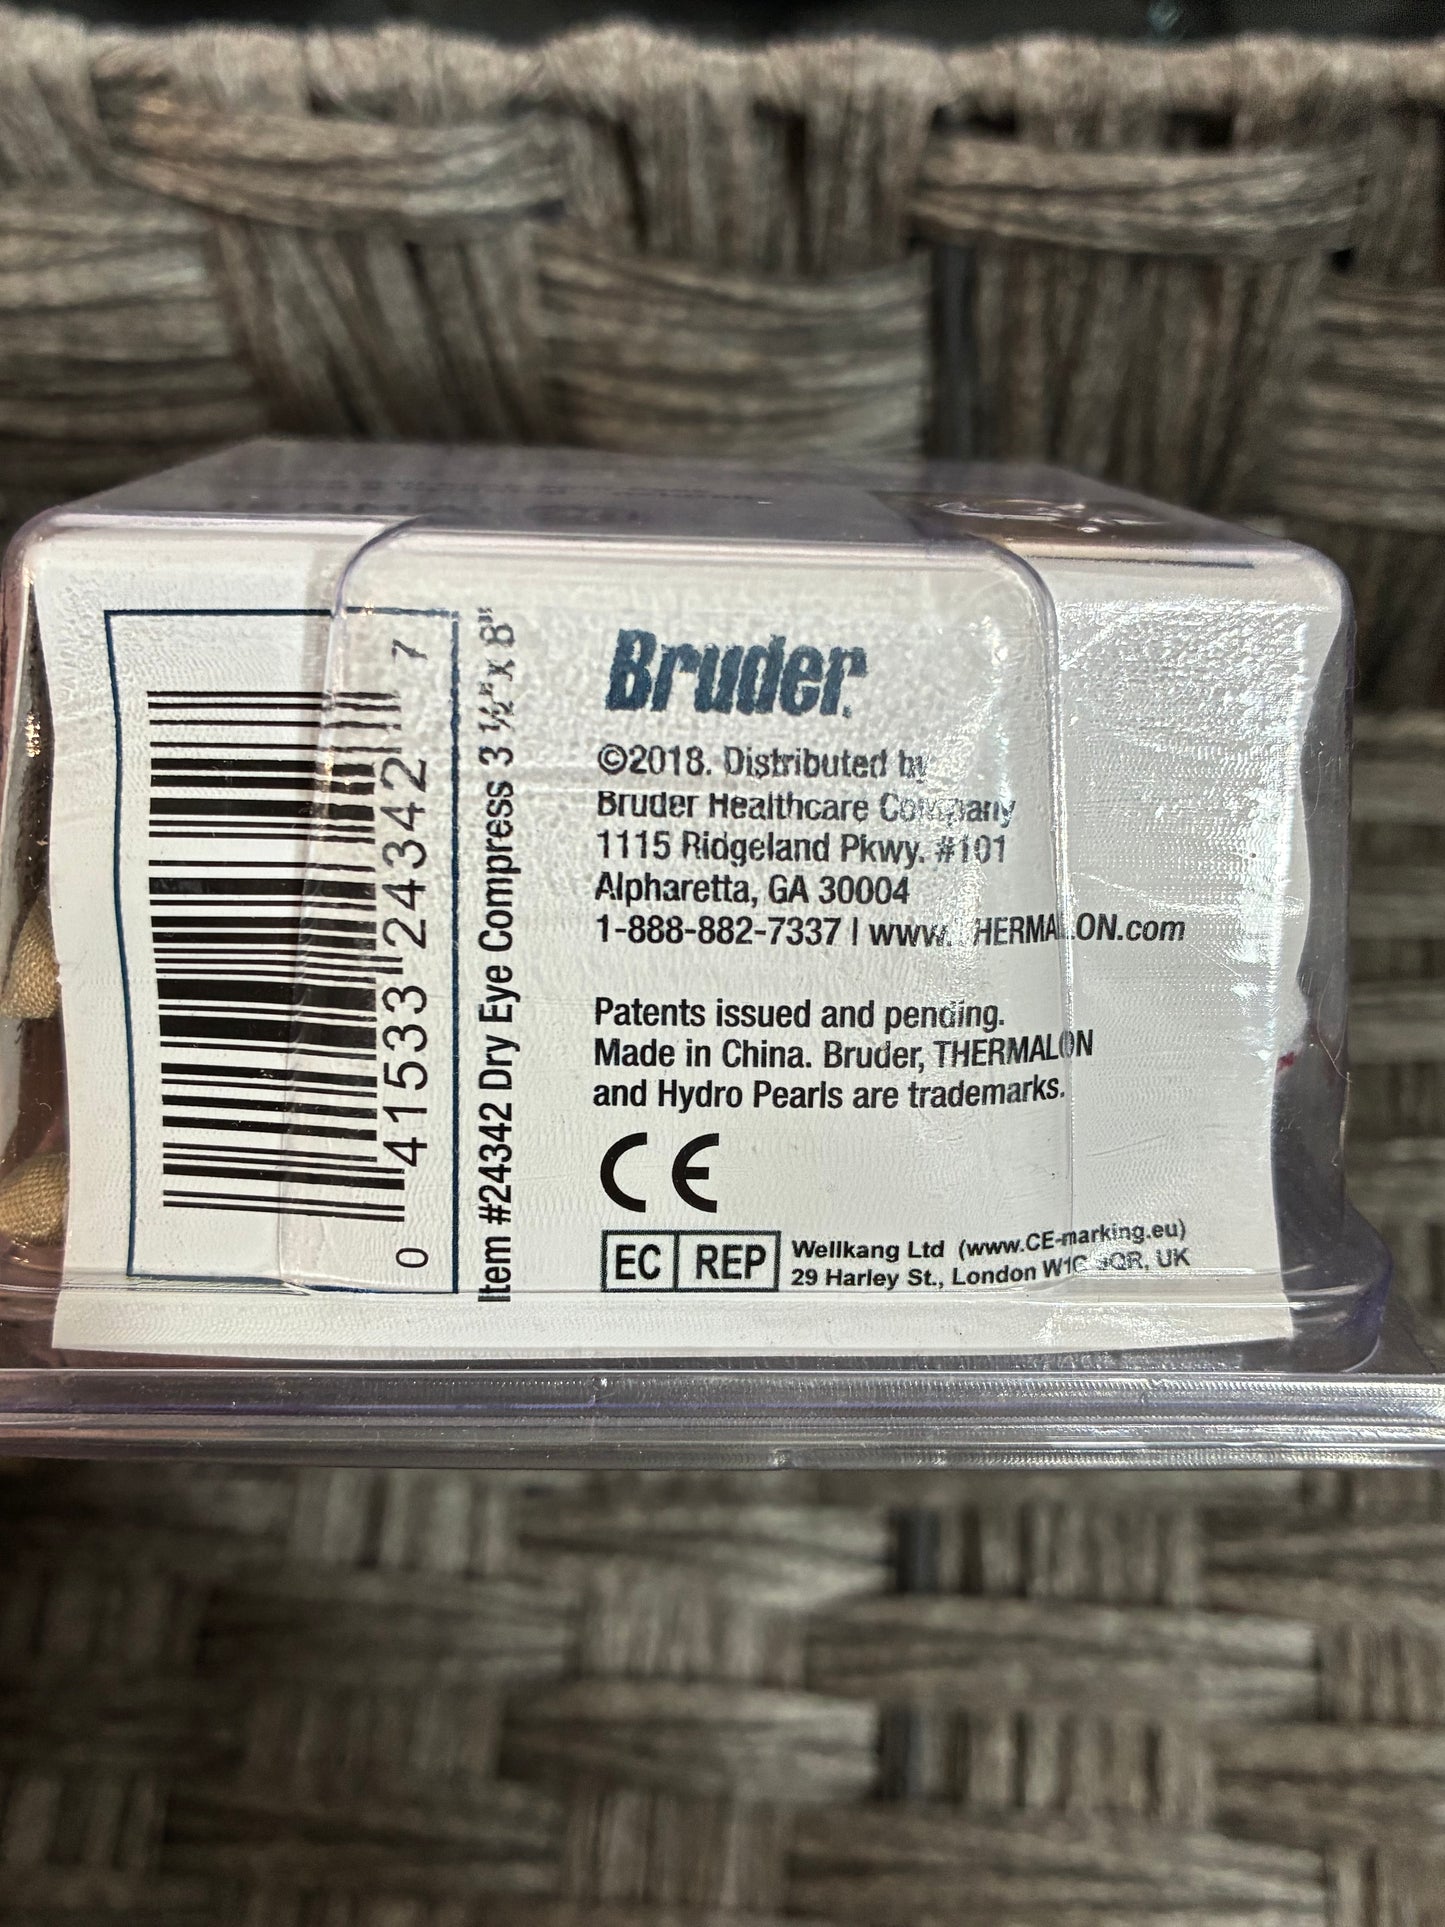 0 41533 24342 7
Item #24342 Dry Eye Compress 3 ½" x 8"
Bruder
©2018. Distributed by
Bruder Healthcare Company
1115 Ridgeland Pkwy. #101
Alpharetta, GA 30004
1-888-882-7337 | www.THERMALON.com
Patents issued and pending.
Made in China. Bruder, THERMALON
and Hydro Pearls are trademarks.
CE
EC REP
Wellkang Ltd (www.CE-marking.eu)
29 Harley St., London UK